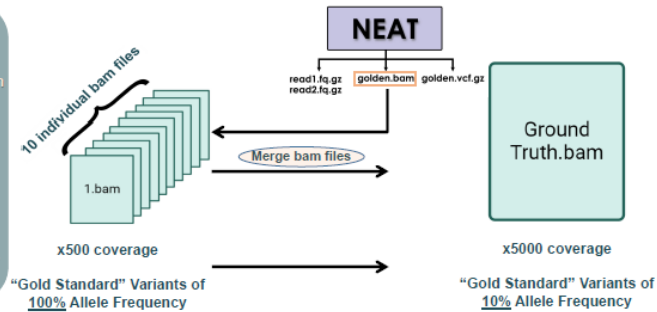 NEAT
read1.fq.gz
read2.fq.gz
golden.bam
golden.vcf.gz
10 individual bam files
1.bam
Merge bam files
Ground
Truth.bam
x500 coverage
x5000 coverage
“Gold Standard” Variants of
100% Allele Frequency
“Gold Standard” Variants of
10% Allele Frequency